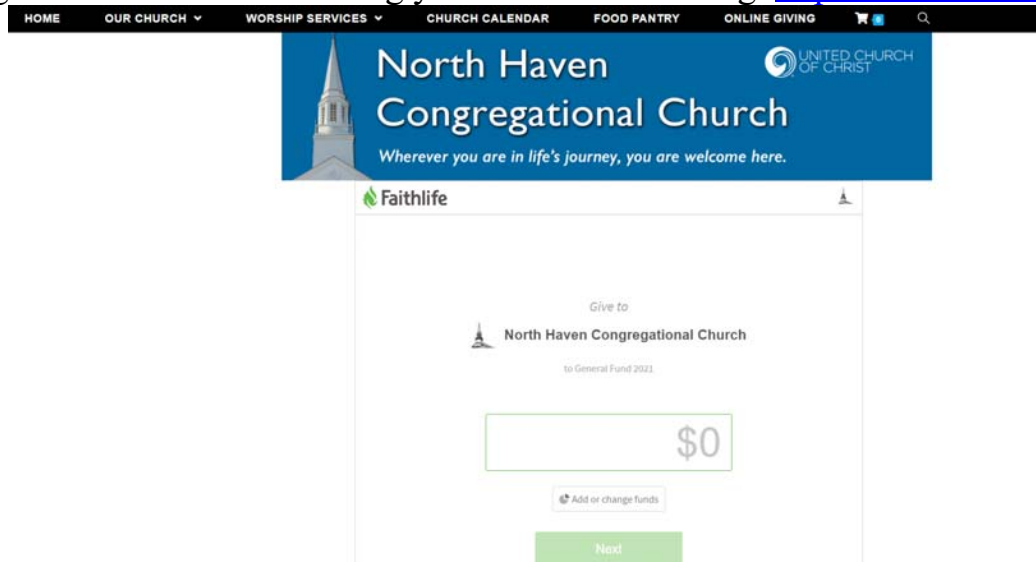 HOME OUR CHURCH WORSHIP SERVICES CHURCH CALENDAR FOOD PANTRY ONLINE GIVING 0
North Haven
Congregational Church
Wherever you are in life's journey, you are welcome here.
UNITED CHURCH
OF CHRIST
Faithlife
Give to
North Haven Congregational Church
to General Fund 2021
$0
Add or change funds
Next